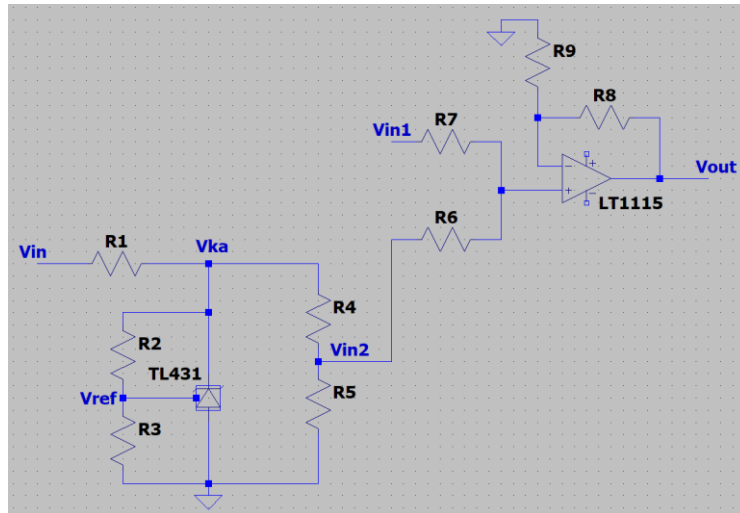 R9
R8
Vin1
R7
Vout
LT1115
R6
Vin
R1
Vka
R4
R2
Vin2
TL431
Vref
R5
R3